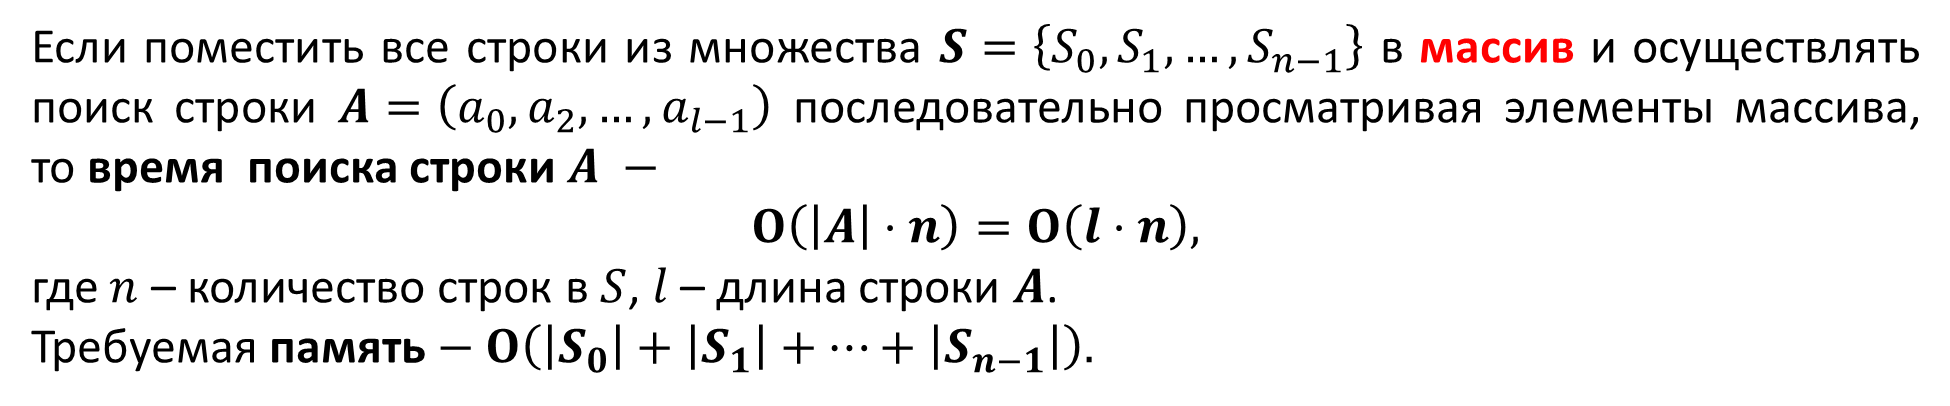 Если поместить все строки из множества S = {S₀, S₁, … , Sₙ₋₁} в массив и осуществлять
поиск строки A = (a₀, a₂, … , aₗ₋₁) последовательно просматривая элементы массива,
то время поиска строки A −
O(|A| · n) = O(l · n),
где n – количество строк в S, l – длина строки A.
Требуемая память − O(|S₀| + |S₁| + ⋯ + |Sₙ₋₁|).